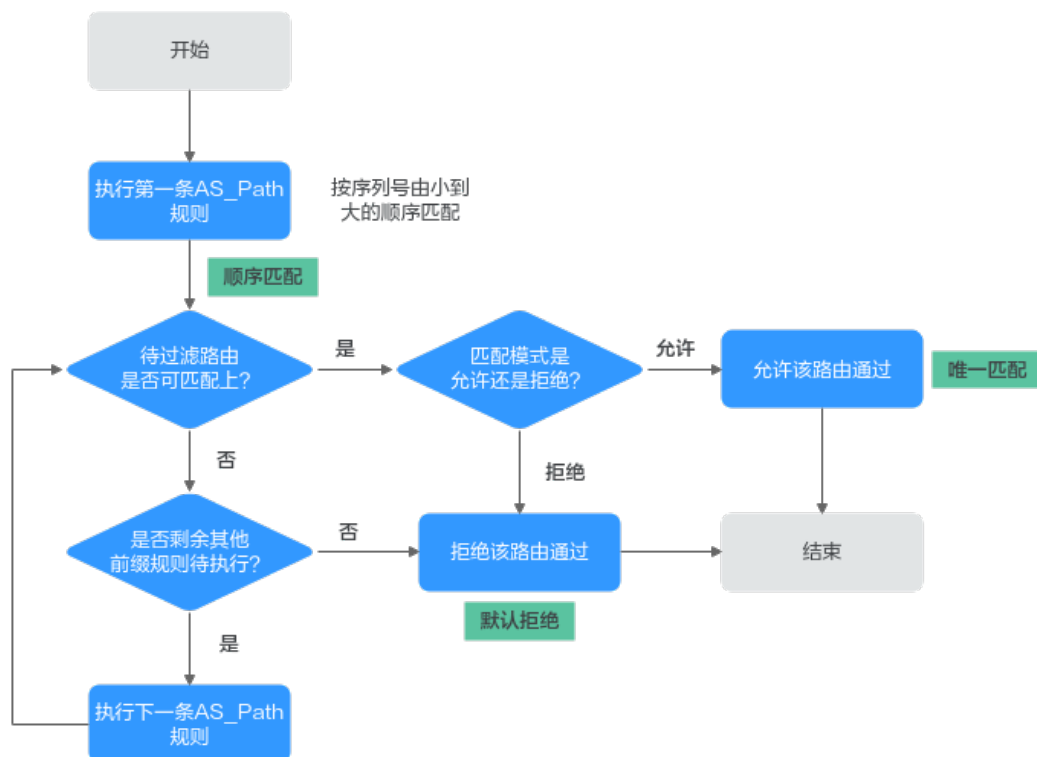 开始
执行第一条AS_Path
规则
按序列号由小到
大的顺序匹配
顺序匹配
待过滤路由
是否可匹配上?
是
匹配模式是
允许还是拒绝?
允许
允许该路由通过
唯一匹配
否
拒绝
是否剩余其他
前缀规则待执行?
否
拒绝该路由通过
结束
默认拒绝
是
执行下一条AS_Path
规则